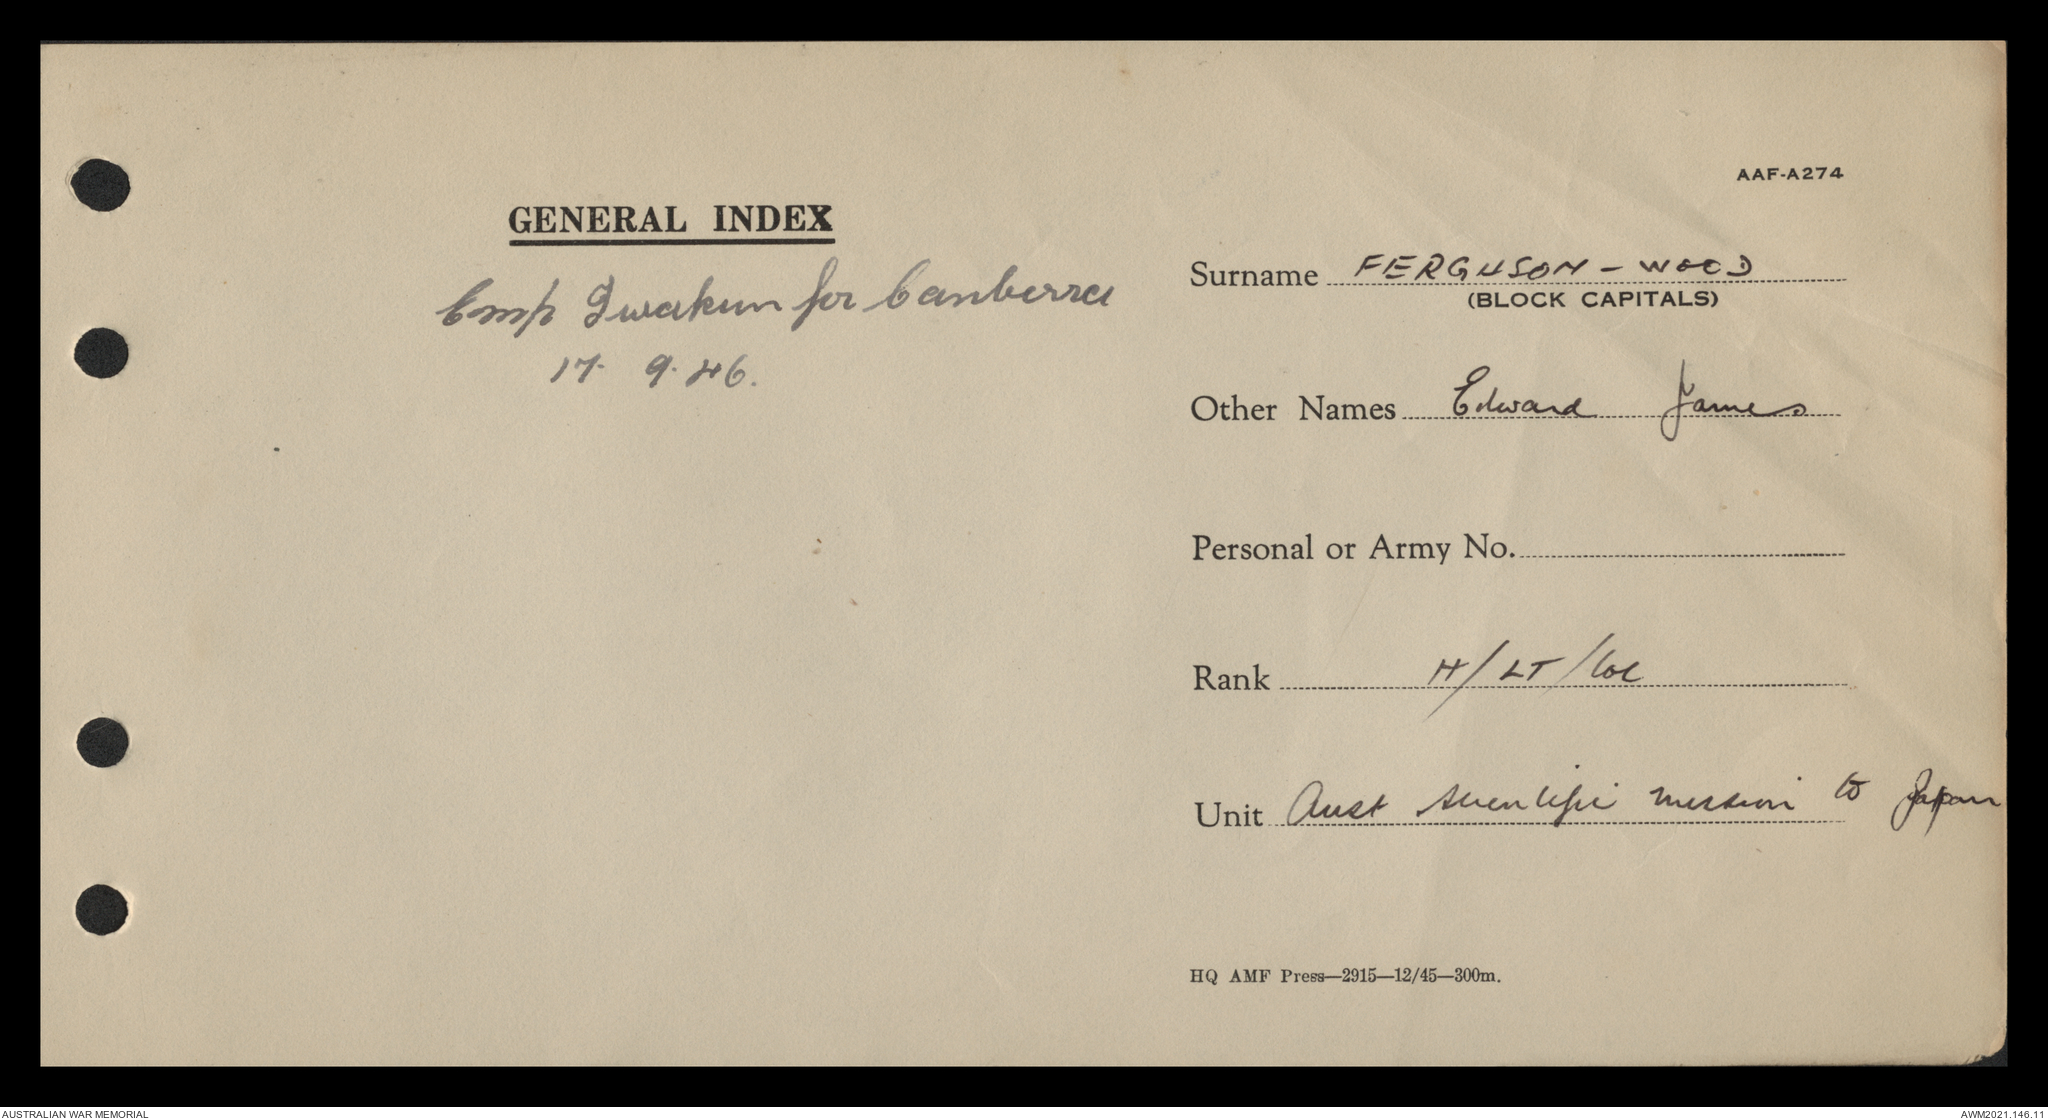 AAF-A274
GENERAL INDEX
Emp Iwakuni for Canberra
17. 9. 46.
Surname FERGUSON - WOOD
(BLOCK CAPITALS)
Other Names Edward James
Personal or Army No.
Rank H/LT/Col
Unit Aust Scientific Mission to Japan
HQ AMF Press—2915—12/45—300m.
AUSTRALIAN WAR MEMORIAL
AWM2021.146.11